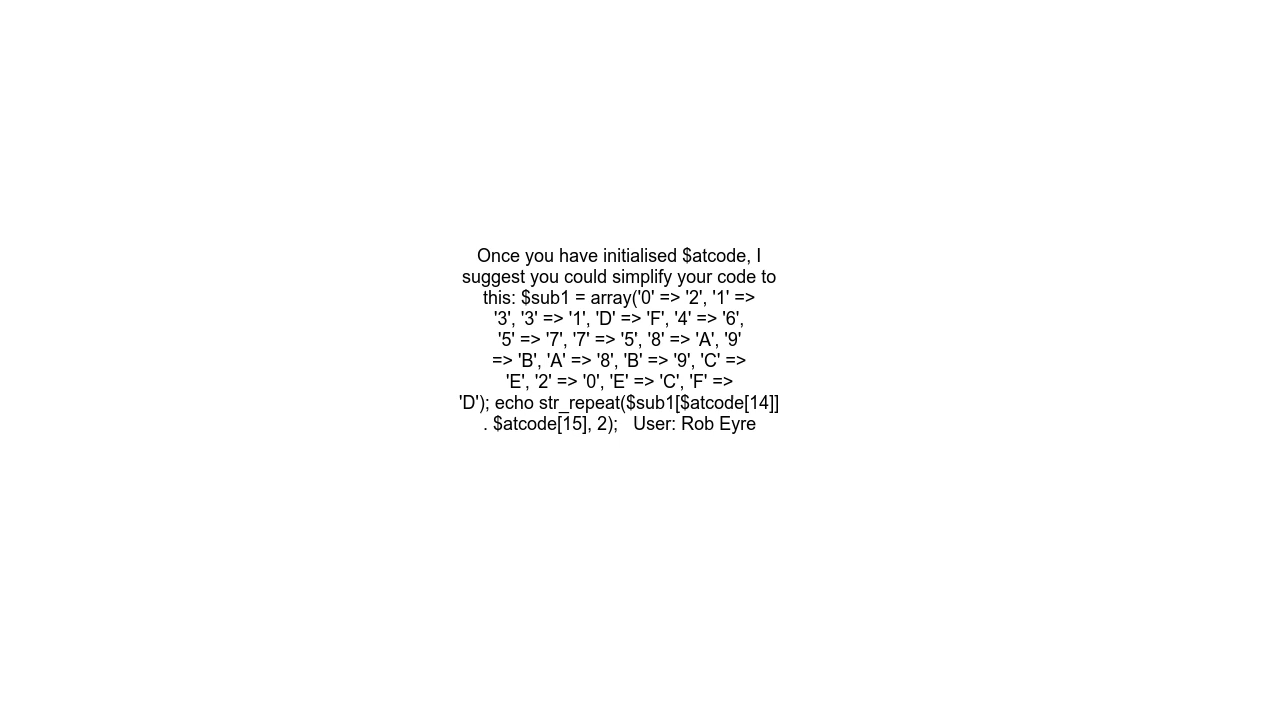 Once you have initialised $atcode, I
suggest you could simplify your code to
this: $sub1 = array('0' => '2', '1' =>
'3', '3' => '1', 'D' => 'F', '4' => '6',
'5' => '7', '7' => '5', '8' => 'A', '9'
=> 'B', 'A' => '8', 'B' => '9', 'C' =>
'E', '2' => '0', 'E' => 'C', 'F' =>
'D'); echo str_repeat($sub1[$atcode[14]]
. $atcode[15], 2);   User: Rob Eyre